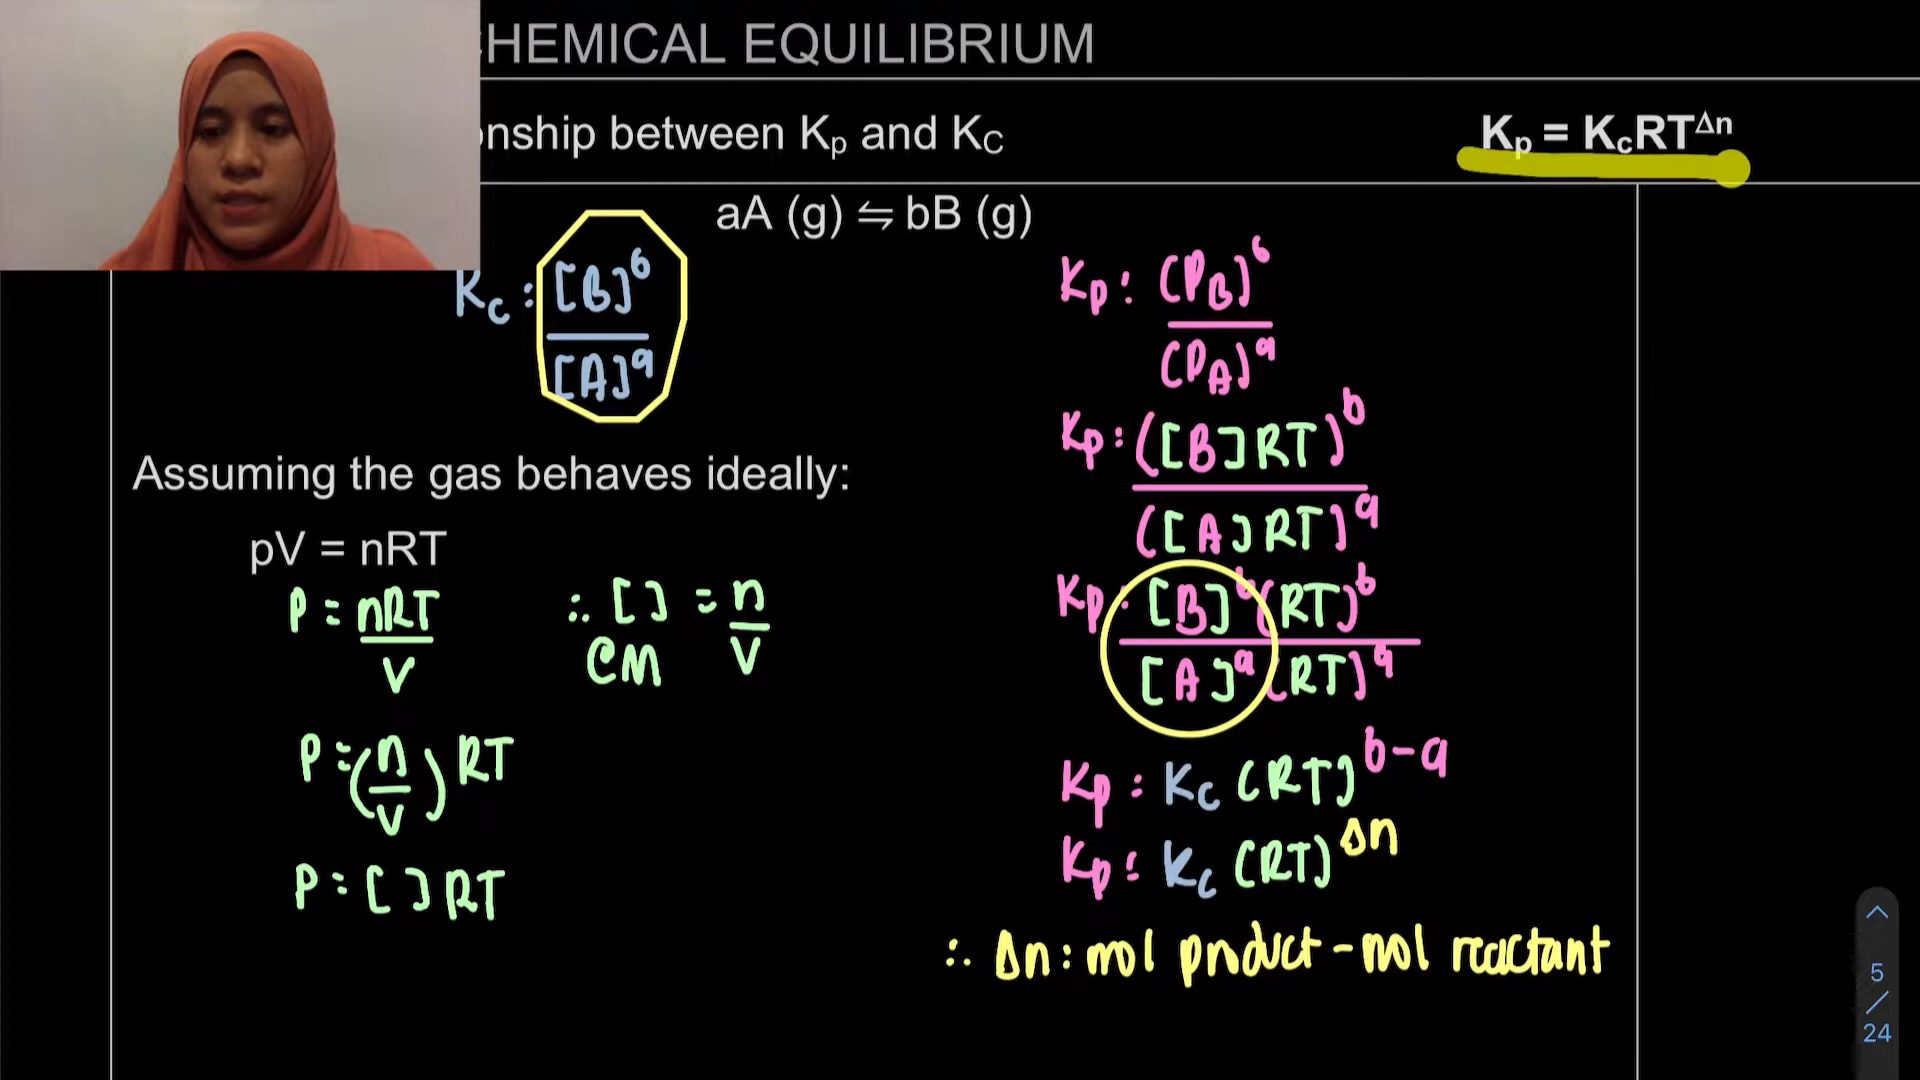 HEMICAL EQUILIBRIUM
onship between Kp and KC
Kp = KcRTΔn
aA (g) ⇋ bB (g)
Kc : [B]b
[A]a
Assuming the gas behaves ideally:
pV = nRT
P = nRT
V
∴ [ ] = n
@M V
P = (n
V) RT
P = [ ] RT
Kp : (PB)b
(PA)a
Kp : ([B]RT)b
([A]RT)a
Kp : [B]b(RT)b
[A]a(RT)a
Kp : Kc (RT)b-a
Kp : Kc (RT)Δn
∴ Δn : mol product - mol reactant
5
/
24